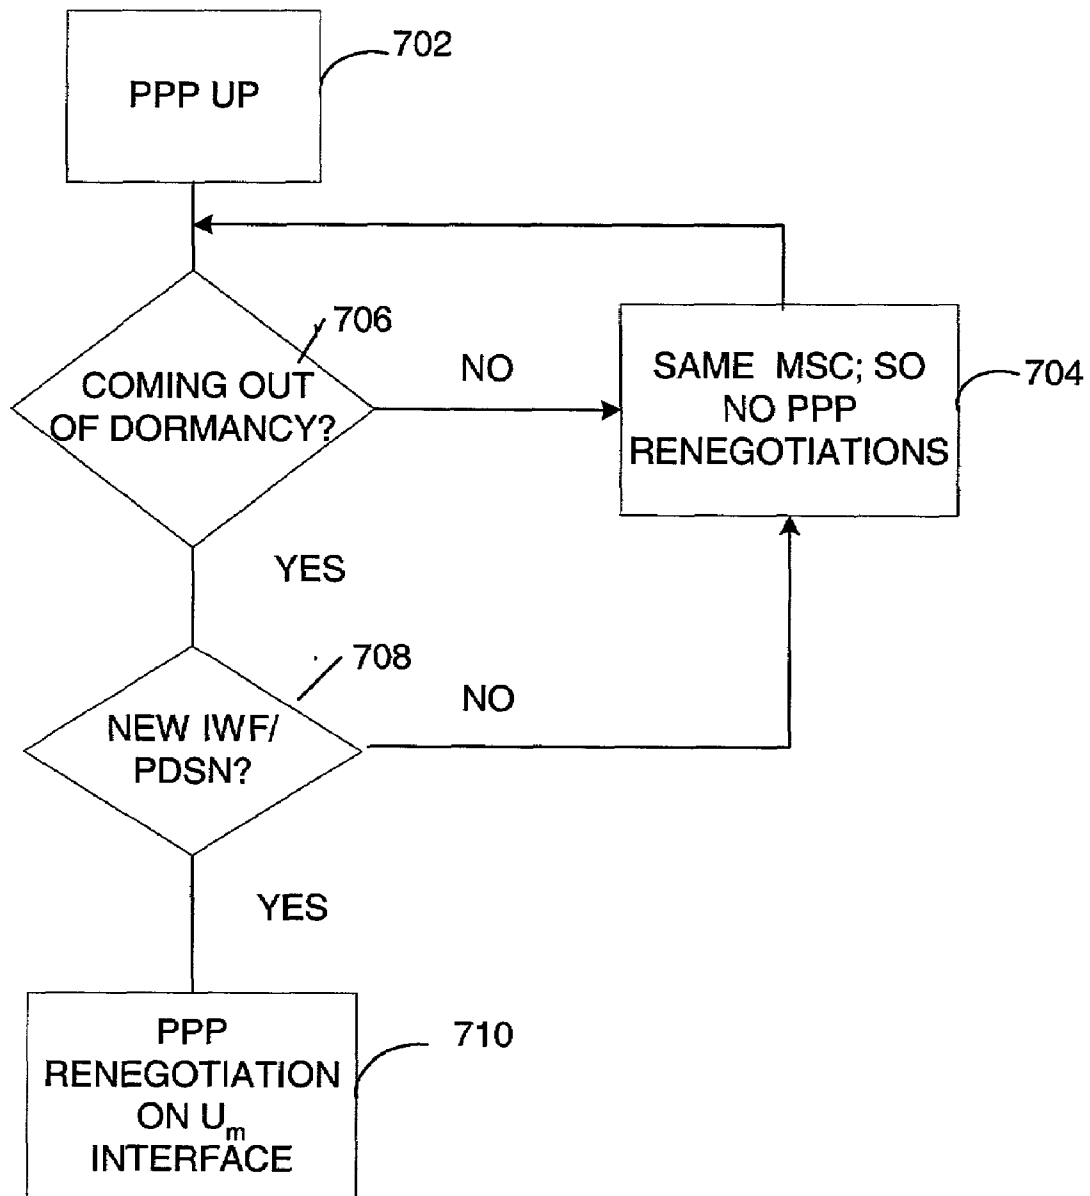 702
PPP UP
706
COMING OUT
OF DORMANCY?
NO
SAME MSC; SO
NO PPP
RENEGOTIATIONS
704
YES
708
NEW IWF/
PDSN?
NO
YES
PPP
RENEGOTIATION
ON Um
INTERFACE
710